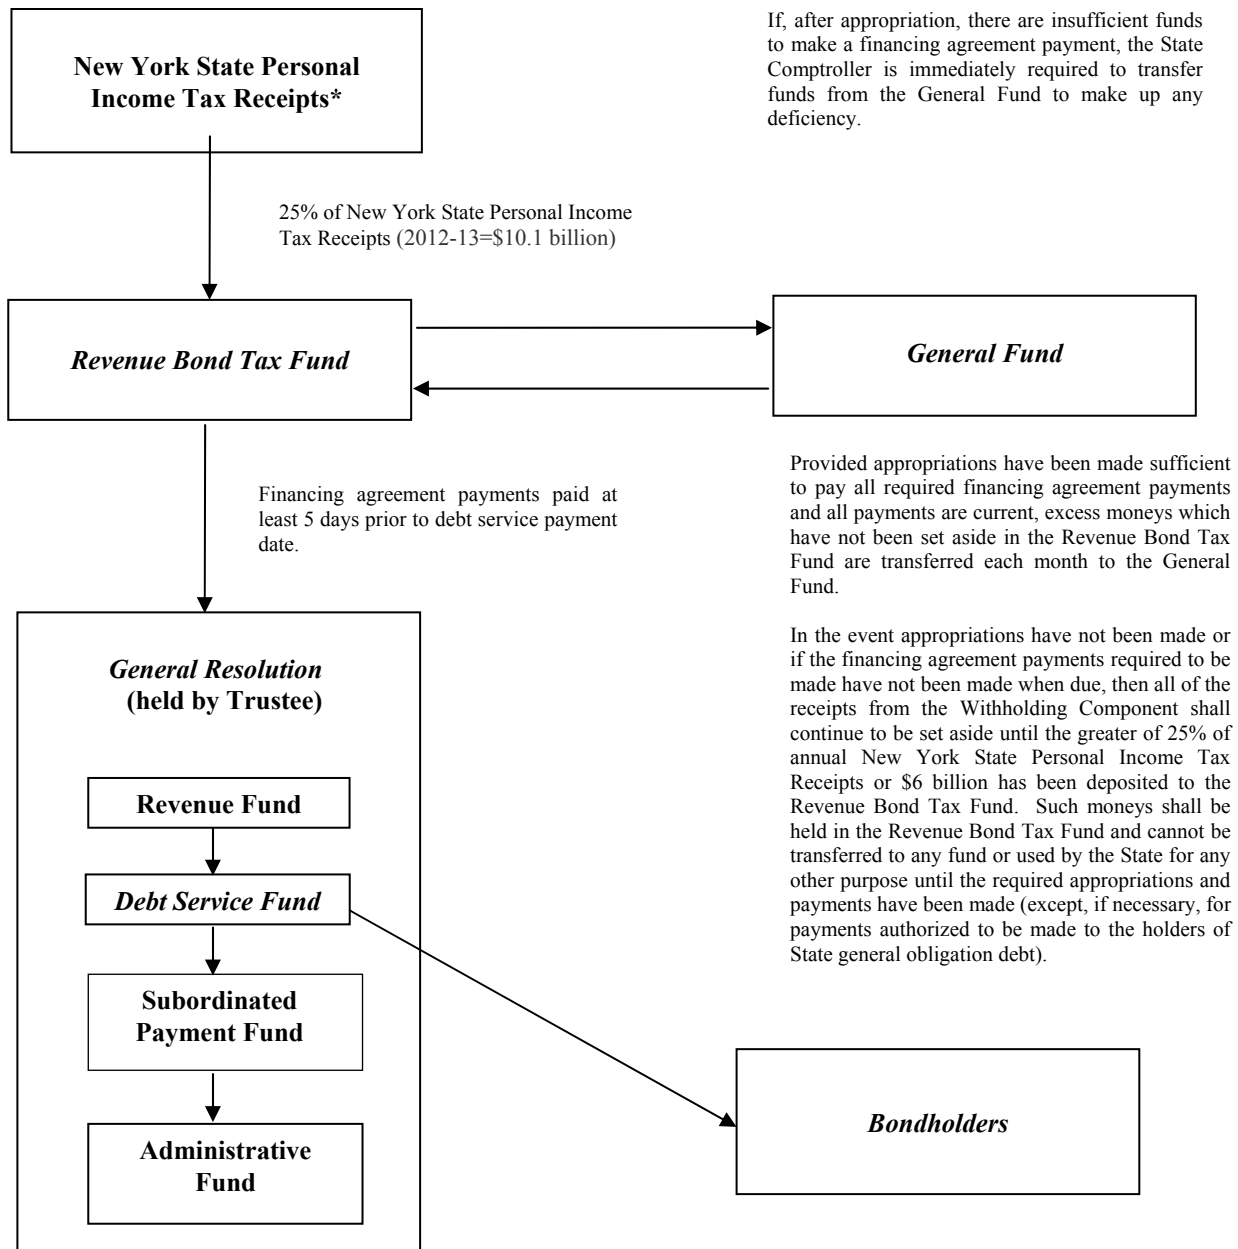 New York State Personal
Income Tax Receipts*
If, after appropriation, there are insufficient funds
to make a financing agreement payment, the State
Comptroller is immediately required to transfer
funds from the General Fund to make up any
deficiency.
25% of New York State Personal Income
Tax Receipts (2012-13=$10.1 billion)
Revenue Bond Tax Fund
General Fund
Financing agreement payments paid at
least 5 days prior to debt service payment
date.
Provided appropriations have been made sufficient
to pay all required financing agreement payments
and all payments are current, excess moneys which
have not been set aside in the Revenue Bond Tax
Fund are transferred each month to the General
Fund.
In the event appropriations have not been made or
if the financing agreement payments required to be
made have not been made when due, then all of the
receipts from the Withholding Component shall
continue to be set aside until the greater of 25% of
annual New York State Personal Income Tax
Receipts or $6 billion has been deposited to the
Revenue Bond Tax Fund. Such moneys shall be
held in the Revenue Bond Tax Fund and cannot be
transferred to any fund or used by the State for any
other purpose until the required appropriations and
payments have been made (except, if necessary, for
payments authorized to be made to the holders of
State general obligation debt).
General Resolution
(held by Trustee)
Revenue Fund
Debt Service Fund
Subordinated
Payment Fund
Administrative
Fund
Bondholders